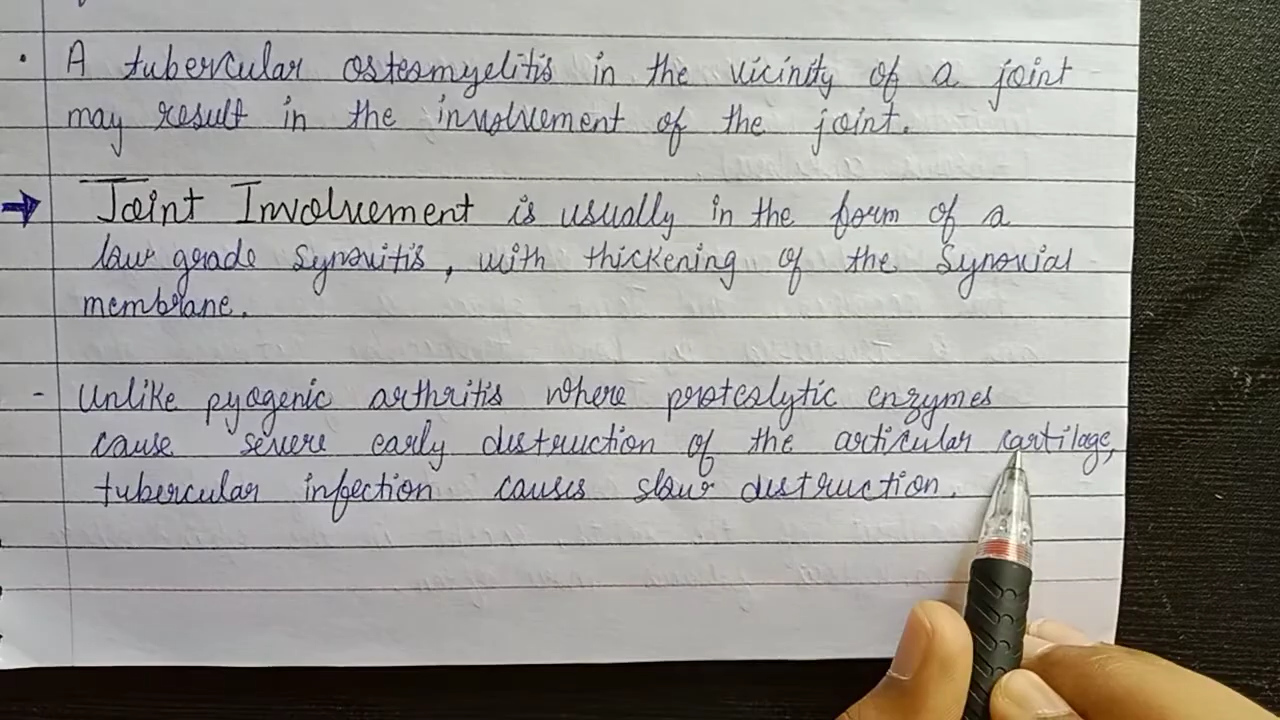 • A tubercular osteomyelitis in the vicinity of a joint
may result in the involvement of the joint.
→ Joint Involvement is usually in the form of a
low grade synovitis, with thickening of the synovial
membrane.
- Unlike pyogenic arthritis where proteolytic enzymes
cause severe early destruction of the articular cartilage,
tubercular infection causes slow destruction.